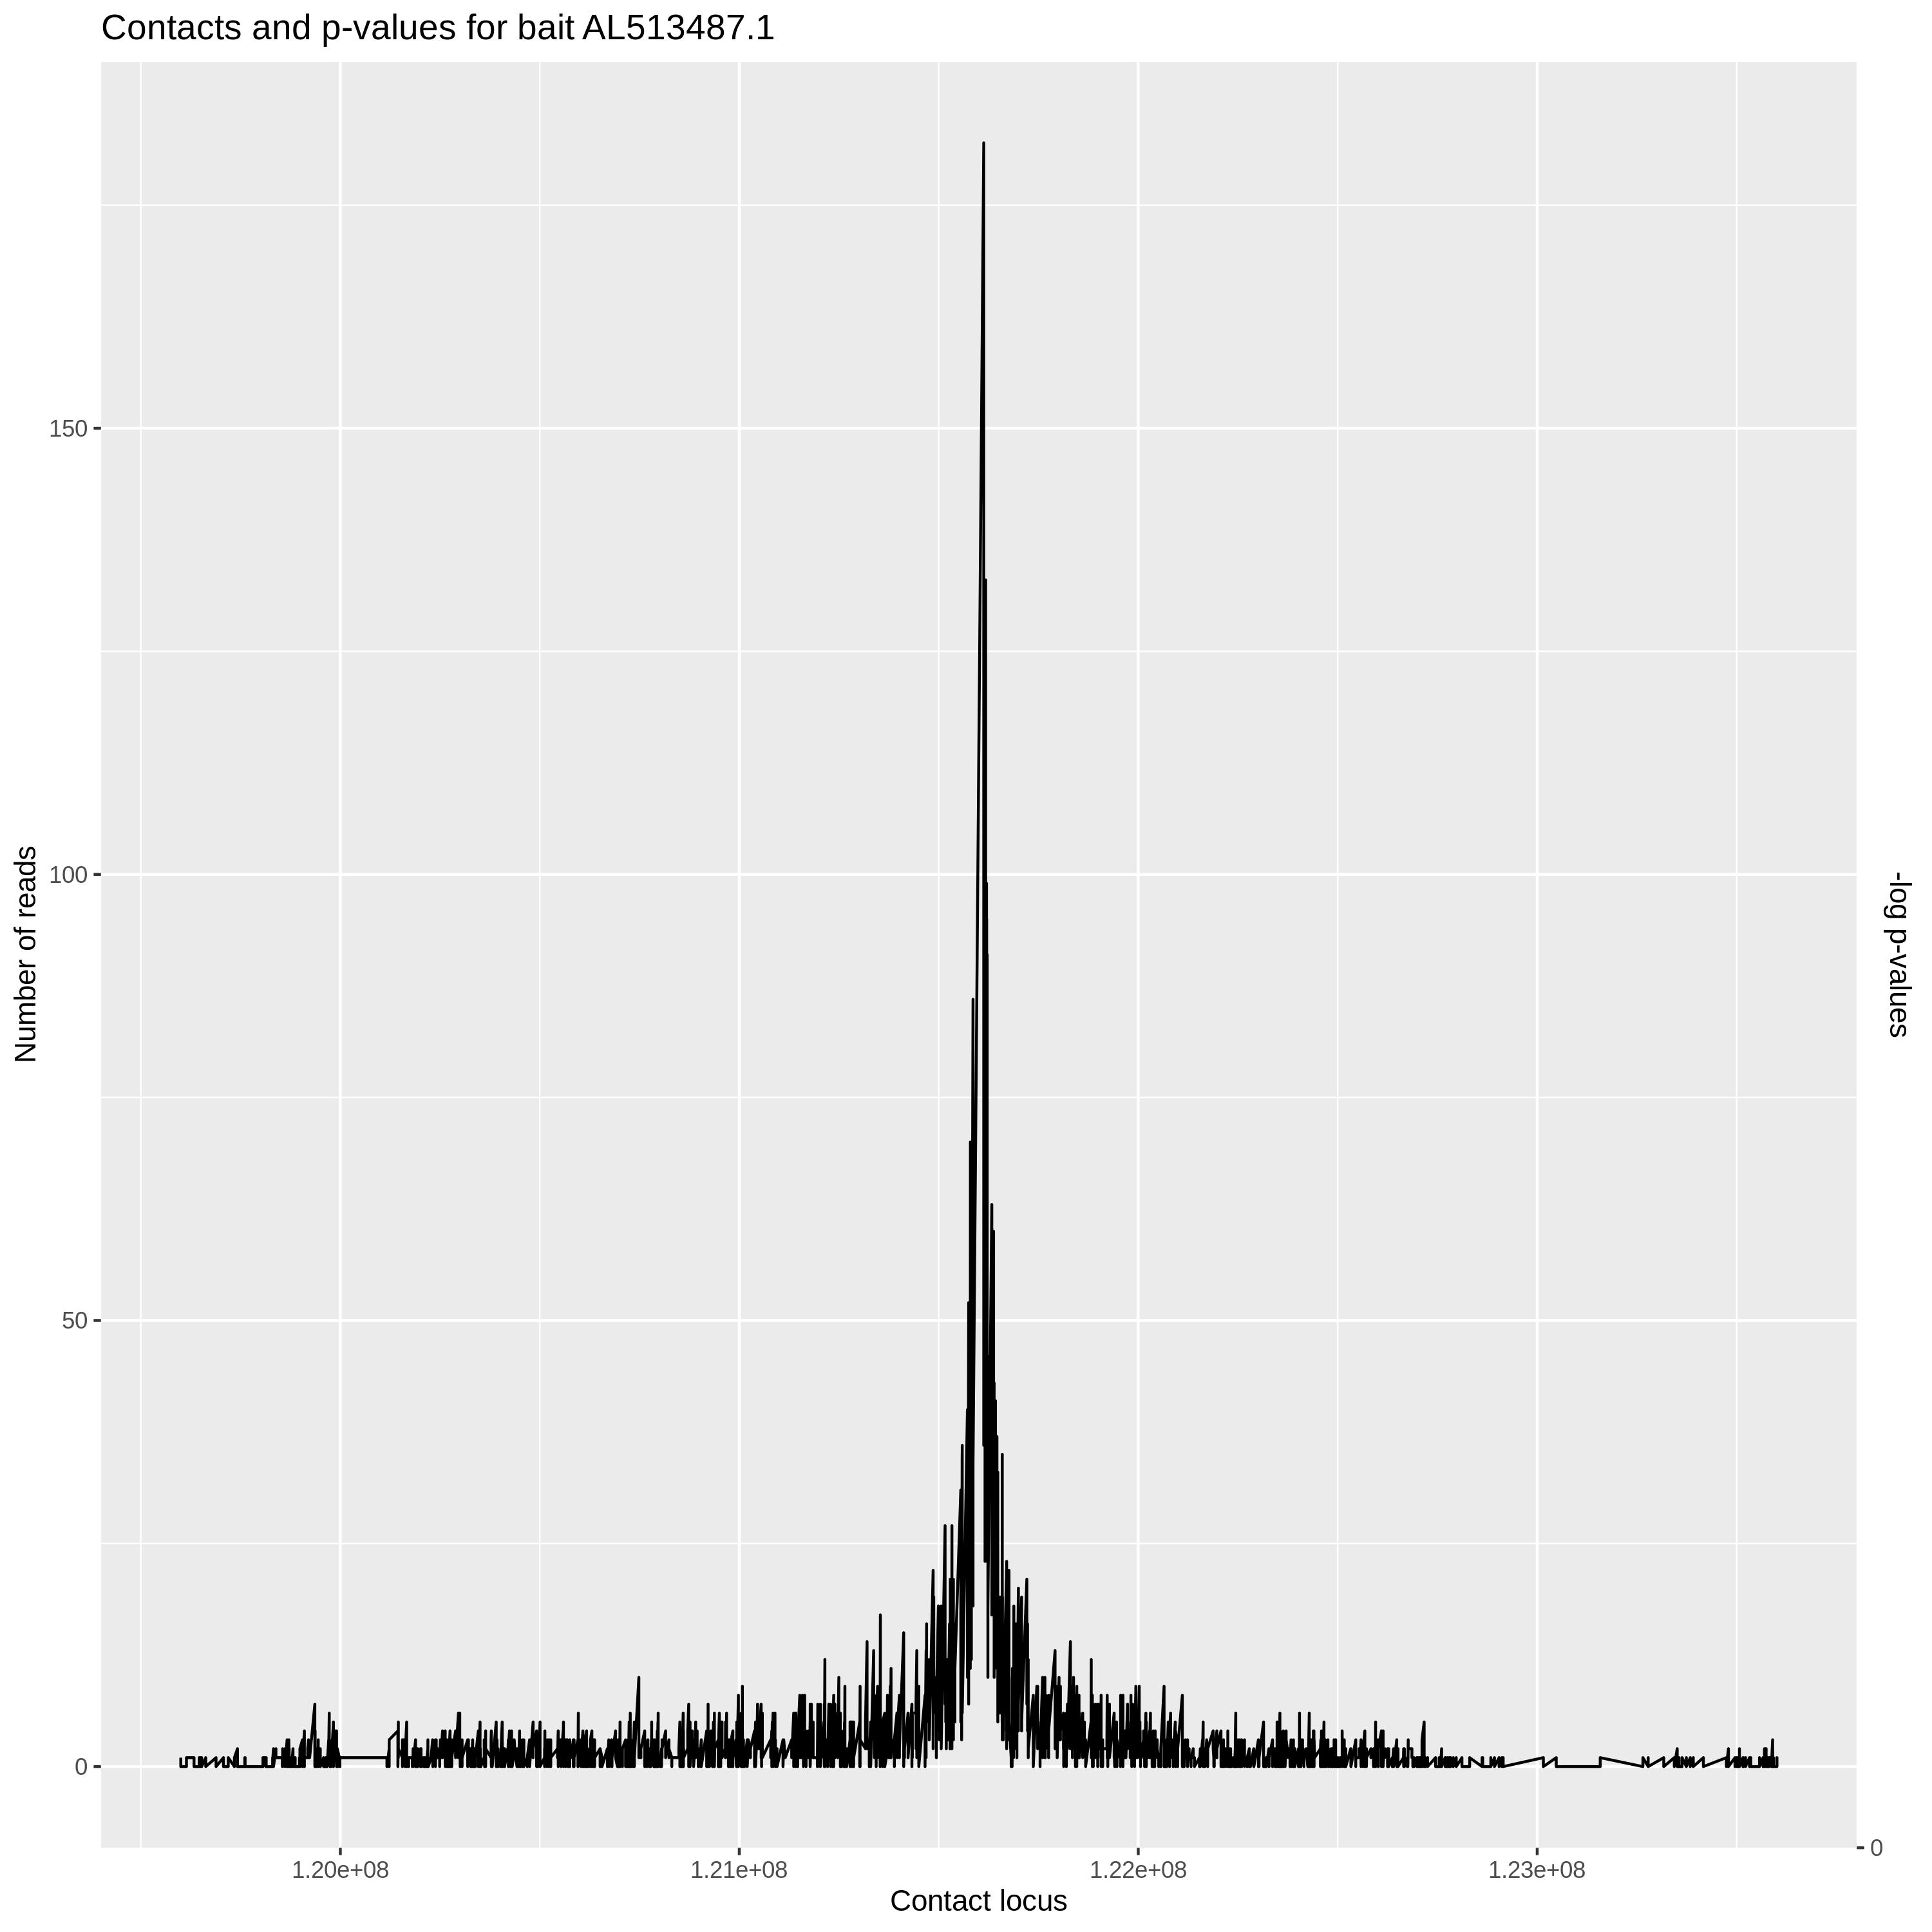 Contacts and p-values for bait AL513487.1
Number of reads
150
100
50
0
-log p-values
0
1.20e+08
1.21e+08
1.22e+08
1.23e+08
Contact locus